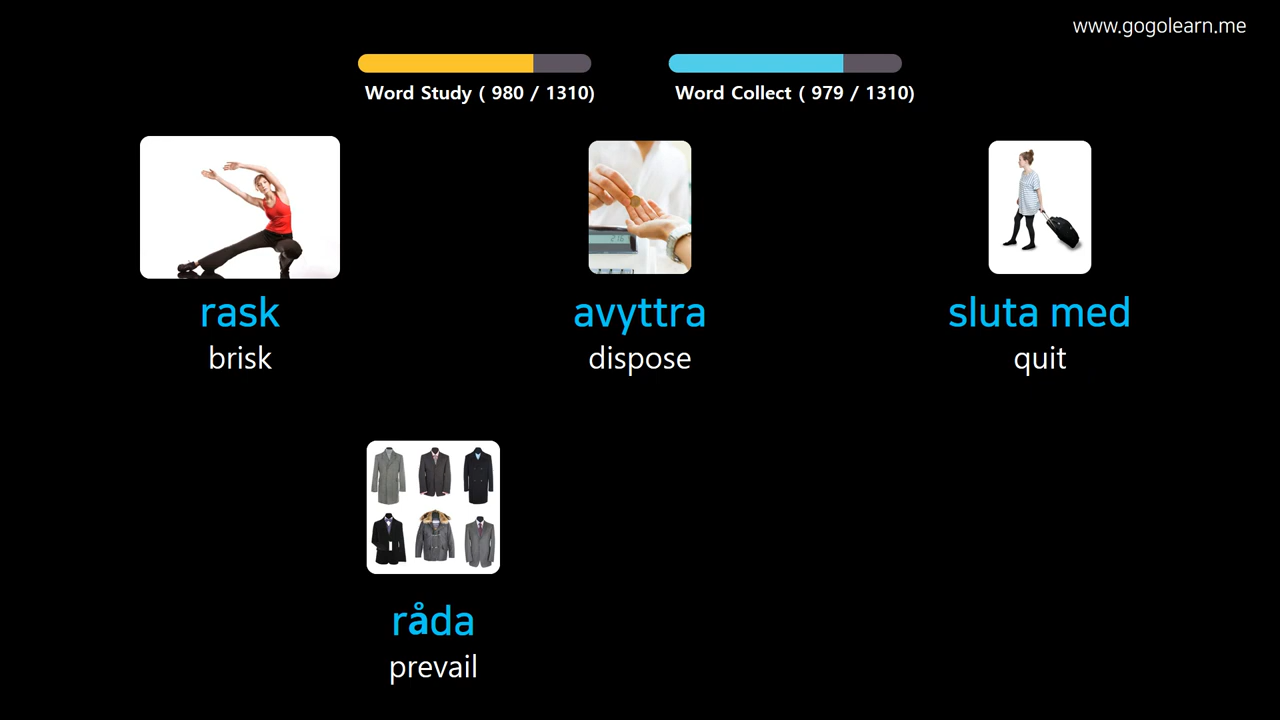 www.gogolearn.me
Word Study ( 980 / 1310)
Word Collect ( 979 / 1310)
rask
brisk
avyttra
dispose
sluta med
quit
råda
prevail